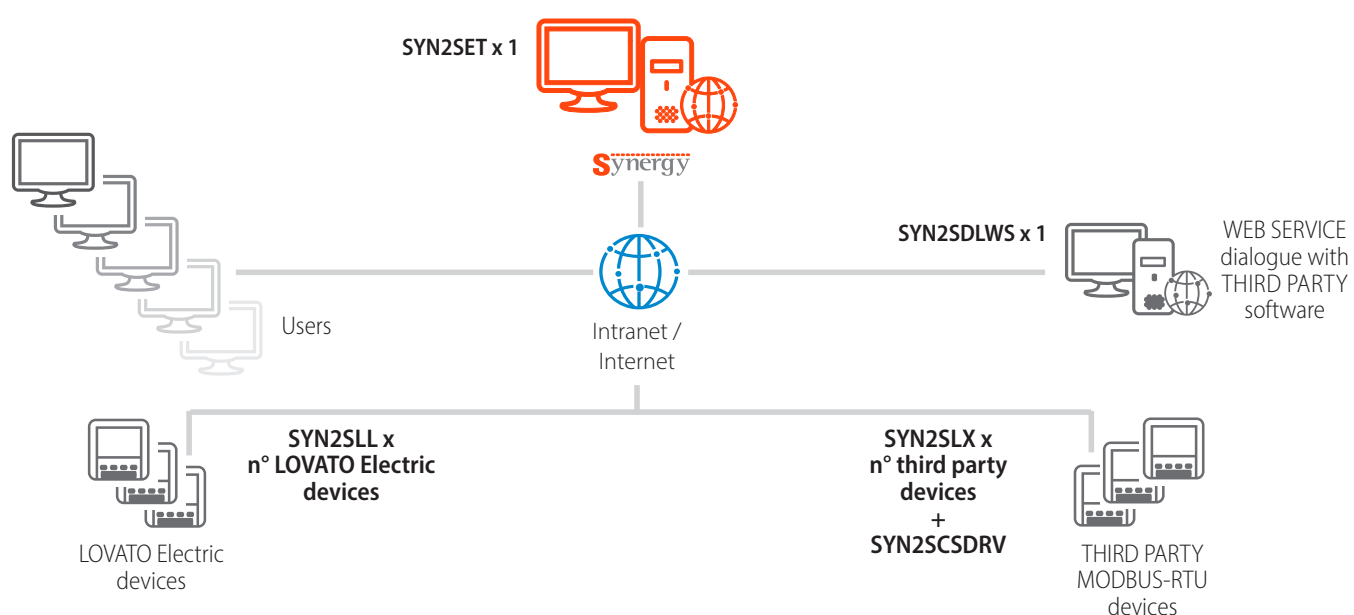 SYN2SET x 1
Synergy
SYN2SDLWS x 1
WEB SERVICE
dialogue with
THIRD PARTY
software
Users
Intranet /
Internet
SYN2SLL x
n° LOVATO Electric
devices
SYN2SLX x
n° third party
devices
+
SYN2SCSDRV
LOVATO Electric
devices
THIRD PARTY
MODBUS-RTU
devices